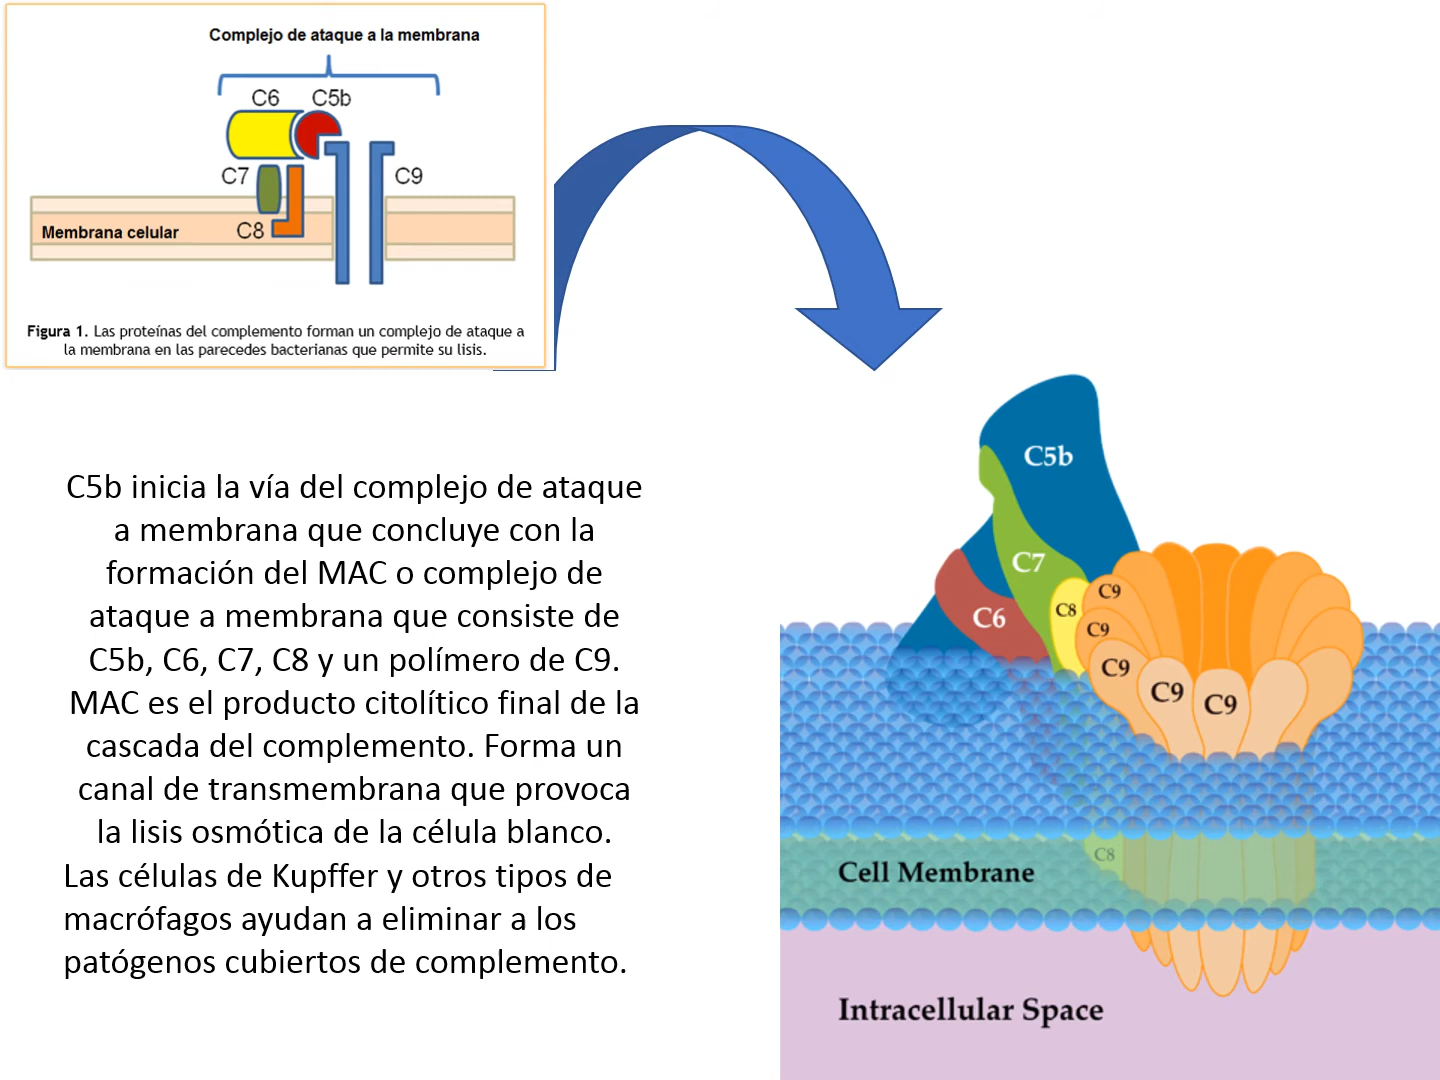 Complejo de ataque a la membrana
C6 C5b
C7 C9
Membrana celular C8
Figura 1. Las proteínas del complemento forman un complejo de ataque a
la membrana en las parecedes bacterianas que permite su lisis.
C5b inicia la vía del complejo de ataque
a membrana que concluye con la
formación del MAC o complejo de
ataque a membrana que consiste de
C5b, C6, C7, C8 y un polímero de C9.
MAC es el producto citolítico final de la
cascada del complemento. Forma un
canal de transmembrana que provoca
la lisis osmótica de la célula blanco.
Las células de Kupffer y otros tipos de
macrófagos ayudan a eliminar a los
patógenos cubiertos de complemento.
C5b
C7
C9
C6 C8
C9
C9
C9 C9
C8
Cell Membrane
Intracellular Space